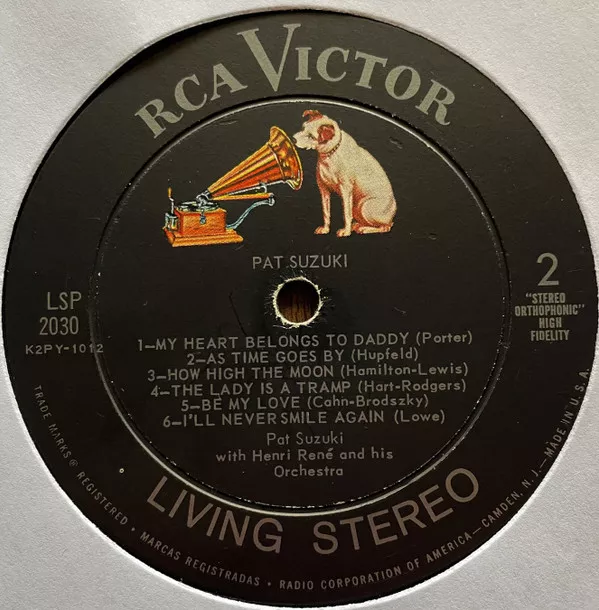 RCA VICTOR
PAT SUZUKI
LSP
2030
K2PY-1012
2
"STEREO
ORTHOPHONIC"
HIGH
FIDELITY
1—MY HEART BELONGS TO DADDY (Porter)
2—AS TIME GOES BY (Hupfeld)
3—HOW HIGH THE MOON (Hamilton-Lewis)
4—THE LADY IS A TRAMP (Hart-Rodgers)
5—BE MY LOVE (Cahn-Brodszky)
6—I'LL NEVER SMILE AGAIN (Lowe)
Pat Suzuki
with Henri René and his
Orchestra
LIVING STEREO
TRADE MARKS ® REGISTERED • MARCAS REGISTRADAS • RADIO CORPORATION OF AMERICA—CAMDEN, N. J.—MADE IN U. S. A.